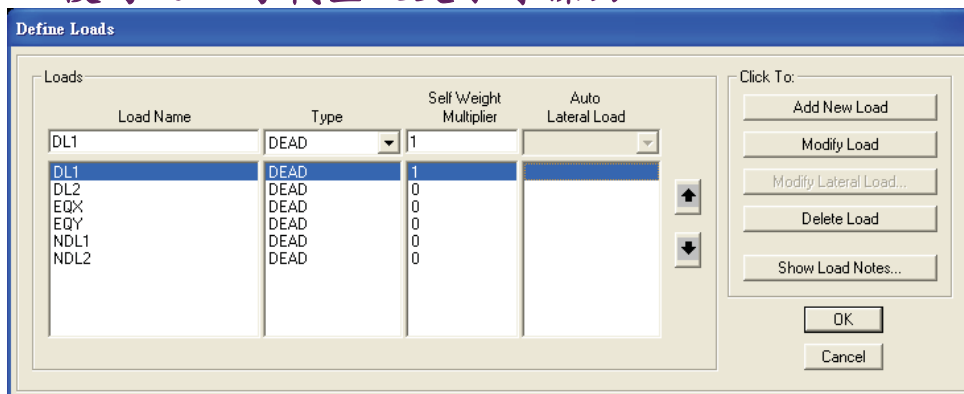 Define Loads
Loads
Load Name Type Self Weight Multiplier Auto Lateral Load
DL1 DEAD 1
DL1 DEAD 1
DL2 DEAD 0
EQX DEAD 0
EQY DEAD 0
NDL1 DEAD 0
NDL2 DEAD 0
Click To:
Add New Load
Modify Load
Modify Lateral Load...
Delete Load
Show Load Notes...
OK
Cancel